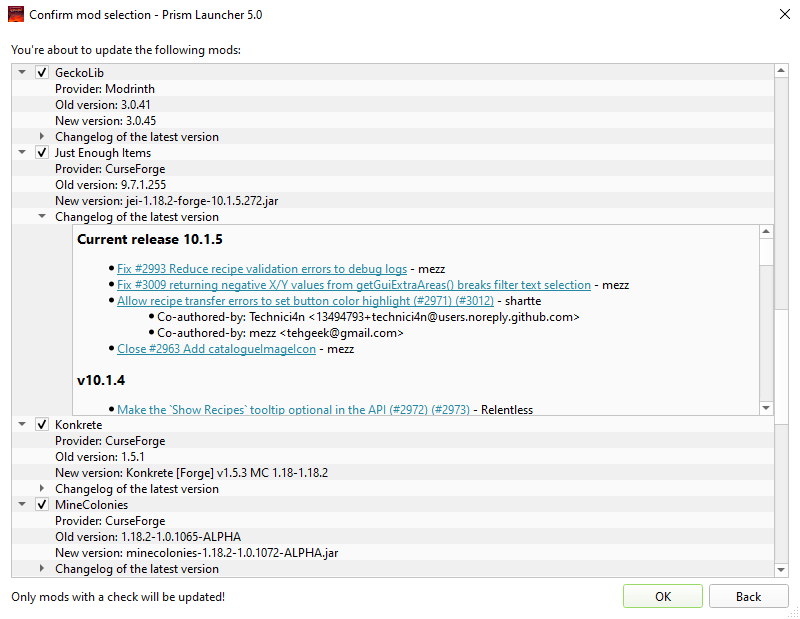 Confirm mod selection - Prism Launcher 5.0
You're about to update the following mods:
GeckoLib
Provider: Modrinth
Old version: 3.0.41
New version: 3.0.45
Changelog of the latest version
Just Enough Items
Provider: CurseForge
Old version: 9.7.1.255
New version: jei-1.18.2-forge-10.1.5.272.jar
Changelog of the latest version
Current release 10.1.5
Fix #2993 Reduce recipe validation errors to debug logs - mezz
Fix #3009 returning negative X/Y values from getGuiExtraAreas() breaks filter text selection - mezz
Allow recipe transfer errors to set button color highlight (#2971) (#3012) - shartte
Co-authored-by: Technici4n <13494793+technici4n@users.noreply.github.com>
Co-authored-by: mezz <tehgeek@gmail.com>
Close #2963 Add catalogueImageIcon - mezz
v10.1.4
Make the `Show Recipes` tooltip optional in the API (#2972) (#2973) - Relentless
Konkrete
Provider: CurseForge
Old version: 1.5.1
New version: Konkrete [Forge] v1.5.3 MC 1.18-1.18.2
Changelog of the latest version
MineColonies
Provider: CurseForge
Old version: 1.18.2-1.0.1065-ALPHA
New version: minecolonies-1.18.2-1.0.1072-ALPHA.jar
Changelog of the latest version
Only mods with a check will be updated!
OK
Back